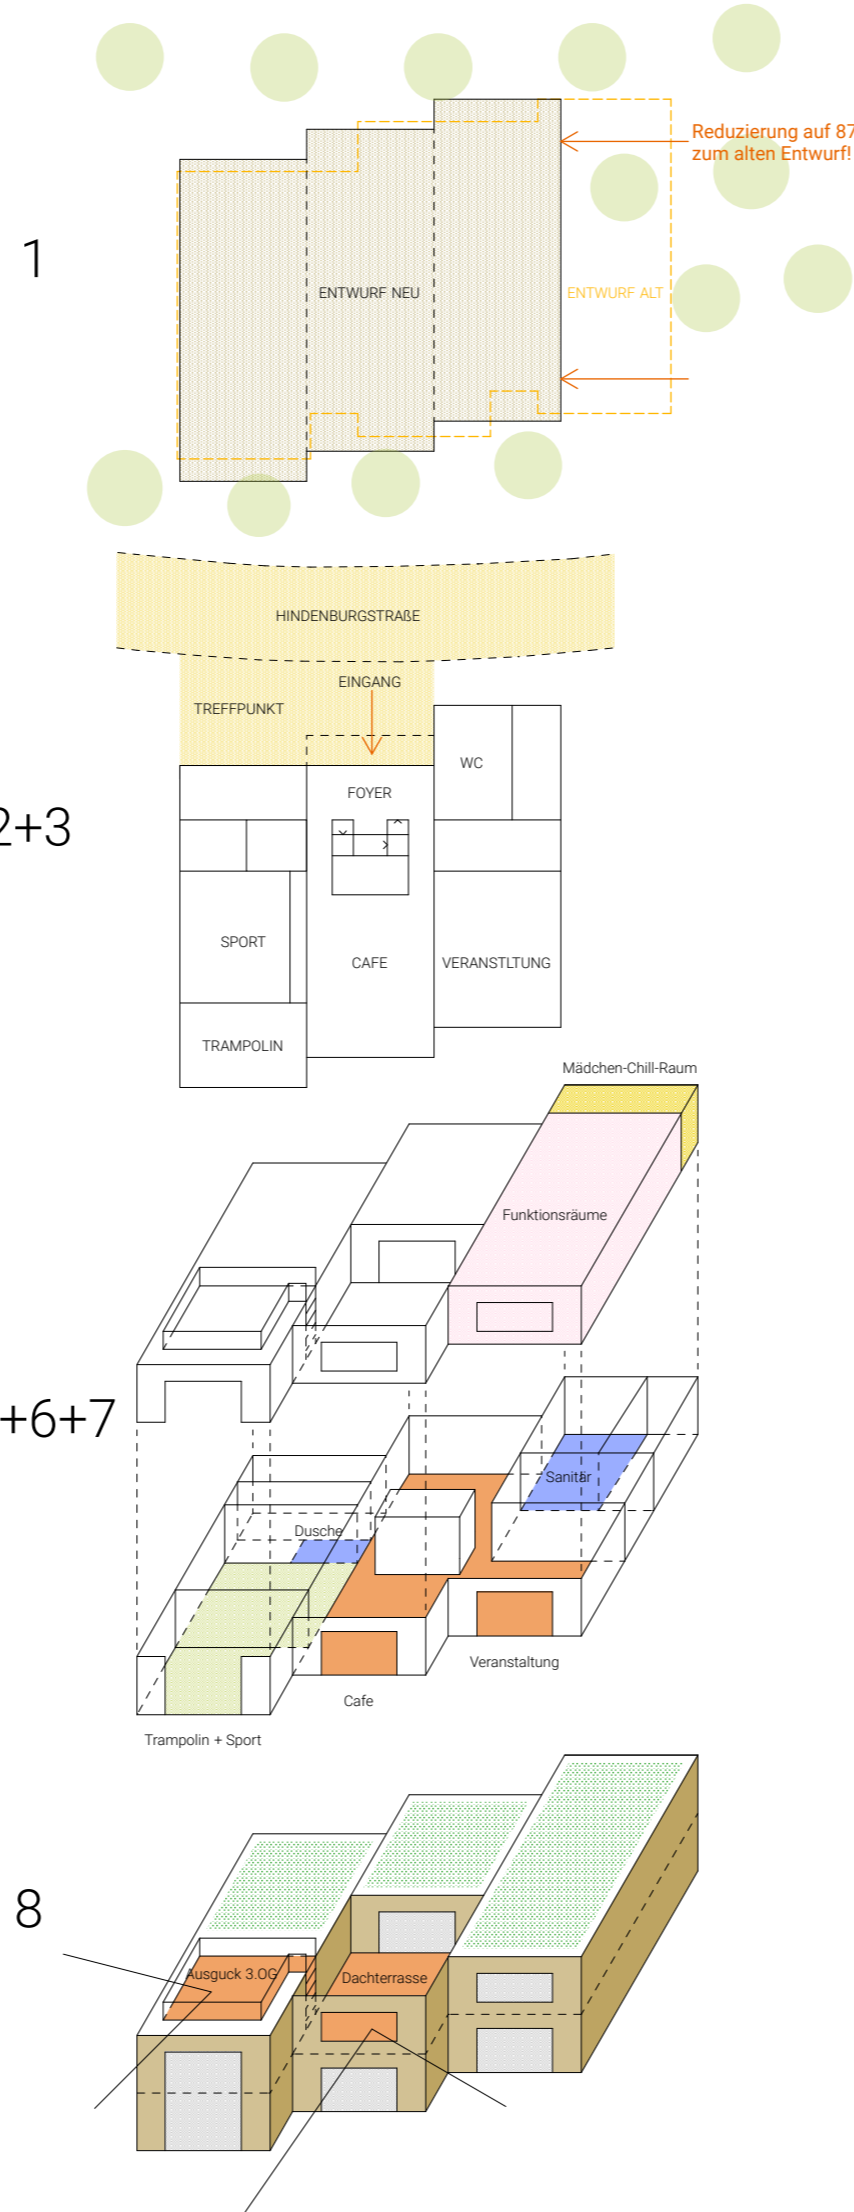 Reduzierung auf 87
zum alten Entwurf!
1
ENTWURF NEU
ENTWURF ALT
HINDENBURGSTRAßE
EINGANG
TREFFPUNKT
WC
FOYER
2+3
SPORT
CAFE
VERANSTLTUNG
TRAMPOLIN
Mädchen-Chill-Raum
Funktionsräume
+6+7
Sanitär
Dusche
Veranstaltung
Cafe
Trampolin + Sport
8
Ausguck 3.OG
Dachterrasse